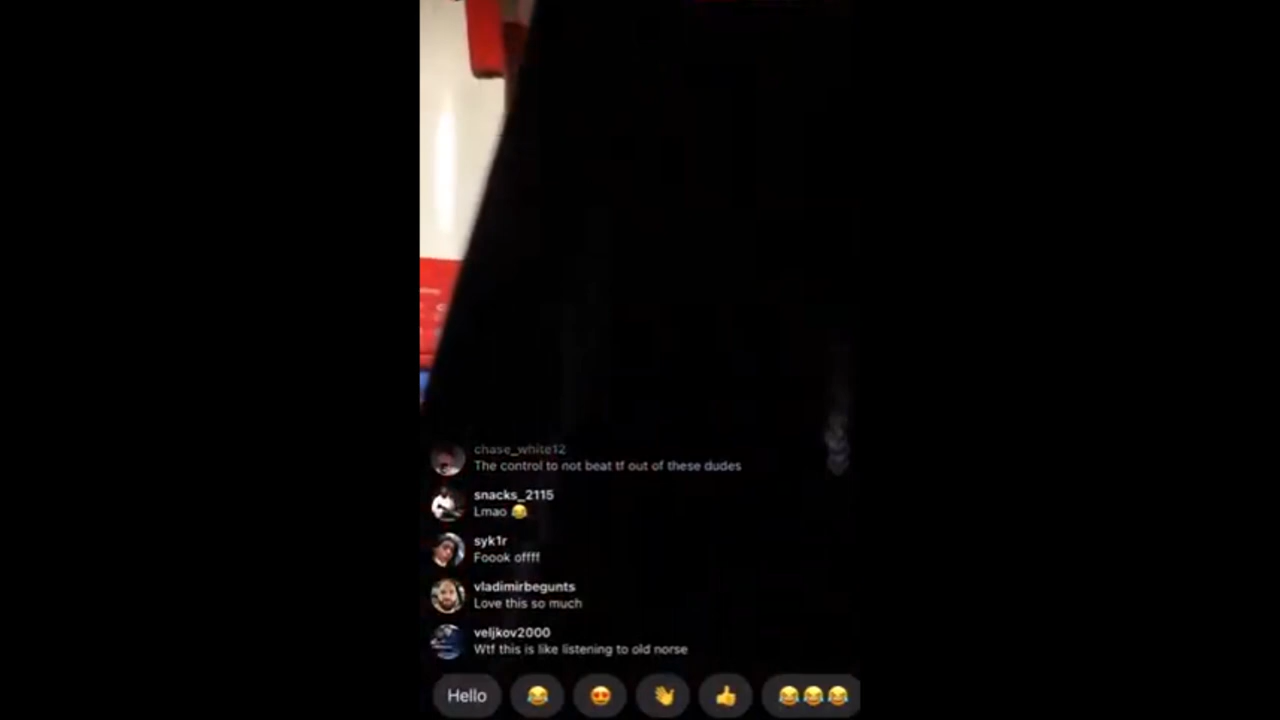 chase_white12
The control to not beat tf out of these dudes
snacks_2115
Lmao 😂
syk1r
Foook offff
vladimirbegunts
Love this so much
veljkov2000
Wtf this is like listening to old norse
Hello 😂 😍 👋 👍 😂😂😂